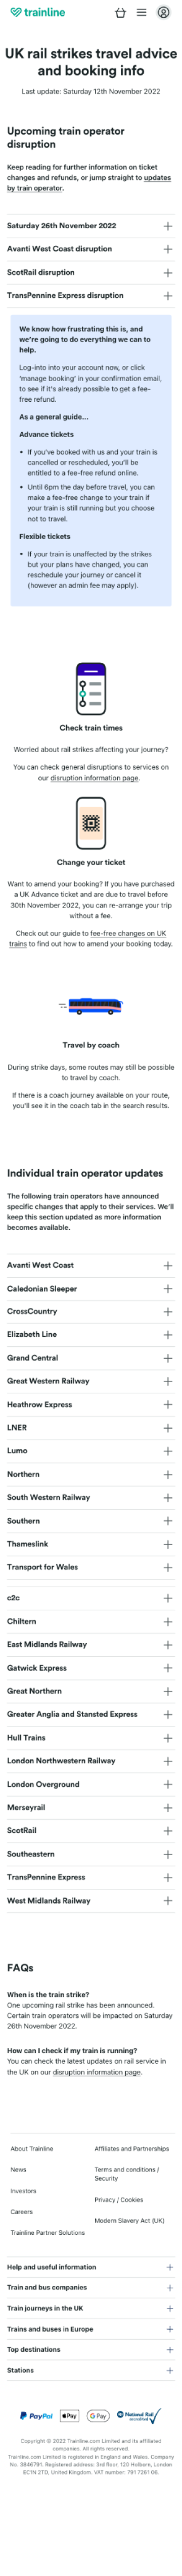 trainline
UK rail strikes travel advice
and booking info
Last update: Saturday 12th November 2022
Upcoming train operator
disruption
Keep reading for further information on ticket
changes and refunds, or jump straight to updates
by train operator.
Saturday 26th November 2022
Avanti West Coast disruption
ScotRail disruption
TransPennine Express disruption
We know how frustrating this is, and
we're going to do everything we can to
help.
Log-into into your account now, or click
'manage booking' in your confirmation email,
to see if it's already possible to get a fee-
free refund.
As a general guide...
Advance tickets
• If you've booked with us and your train is
cancelled or rescheduled, you'll be
entitled to a fee-free refund online.
• Until 6pm the day before travel, you can
make a free-free change to your train if
your train is still running but you choose
not to travel.
Flexible tickets
• If your train is unaffected by the strikes
but your plans have changed, you can
reschedule your journey or cancel it
(however an admin fee may apply).
Check train times
Worried about rail strikes affecting your journey?
You can check general disruptions to services on
our disruption information page.
Change your ticket
Want to amend your booking? If you have purchased
a UK Advance ticket and are due to travel before
30th November 2022, you can re-arrange your trip
without a fee.
Check out our guide to fee-free changes on UK
trains to find out how to amend your booking today.
Travel by coach
During strike days, some routes may still be possible
to travel by coach.
If there is a coach journey available on your route,
you'll see it in the coach tab in the search results.
Individual train operator updates
The following train operators have announced
specific changes that apply to their services. We'll
keep this section updated as more information
becomes available.
Avanti West Coast
Caledonian Sleeper
CrossCountry
Elizabeth Line
Grand Central
Great Western Railway
Heathrow Express
LNER
Lumo
Northern
South Western Railway
Southern
Thameslink
Transport for Wales
c2c
Chiltern
East Midlands Railway
Gatwick Express
Great Northern
Greater Anglia and Stansted Express
Hull Trains
London Northwestern Railway
London Overground
Merseyrail
ScotRail
Southeastern
TransPennine Express
West Midlands Railway
FAQs
When is the train strike?
One upcoming rail strike has been announced.
Certain train operators will be impacted on Saturday
26th November 2022.
How can I check if my train is running?
You can check the latest updates on rail service in
the UK on our disruption information page.
About Trainline
News
Investors
Careers
Trainline Partner Solutions
Affiliates and Partnerships
Terms and conditions /
Security
Privacy / Cookies
Modern Slavery Act (UK)
Help and useful information
Train and bus companies
Train journeys in the UK
Trains and buses in Europe
Top destinations
Stations
PayPal Pay G Pay National Rail accredited
Copyright © 2022 Trainline.com Limited and its affiliated
companies. All rights reserved.
Trainline.com Limited is registered in England and Wales. Company
No. 3846791. Registered address: 3rd floor, 120 Holborn, London
EC1N 2TD, United Kingdom. VAT number: 791 7261 06.